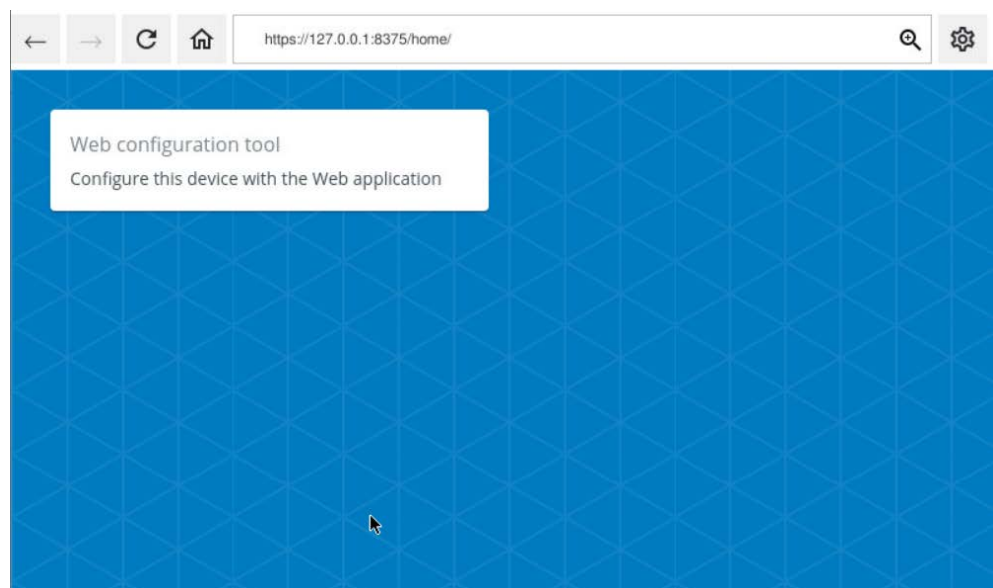 https://127.0.0.1:8375/home/
Web configuration tool
Configure this device with the Web application